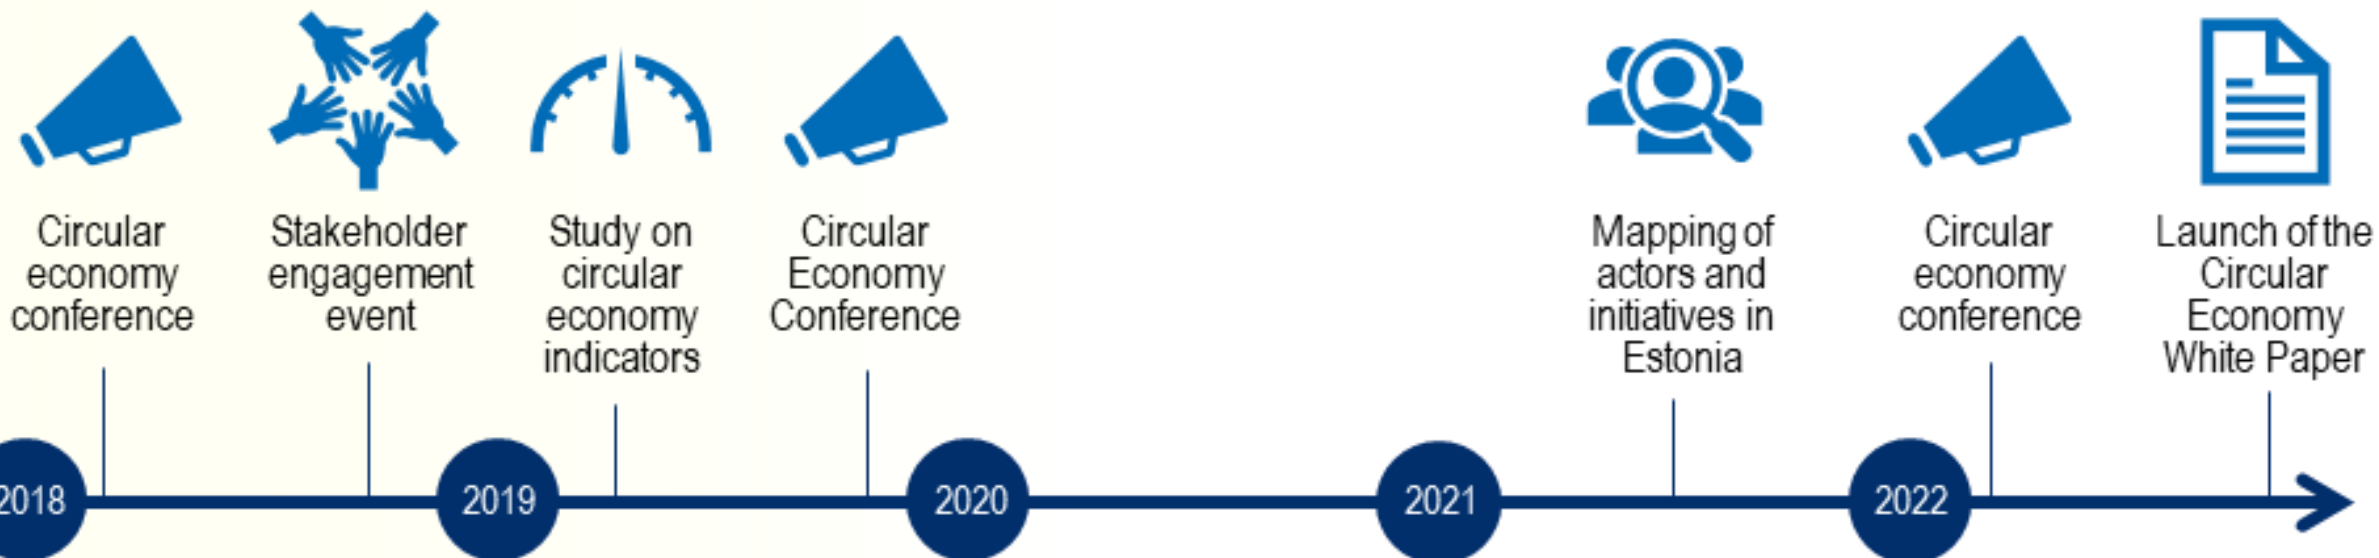 Circular
economy
conference
Stakeholder
engagement
event
Study on
circular
economy
indicators
Circular
Economy
Conference
Mapping of
actors and
initiatives in
Estonia
Circular
economy
conference
Launch of the
Circular
Economy
White Paper
2018
2019
2020
2021
2022